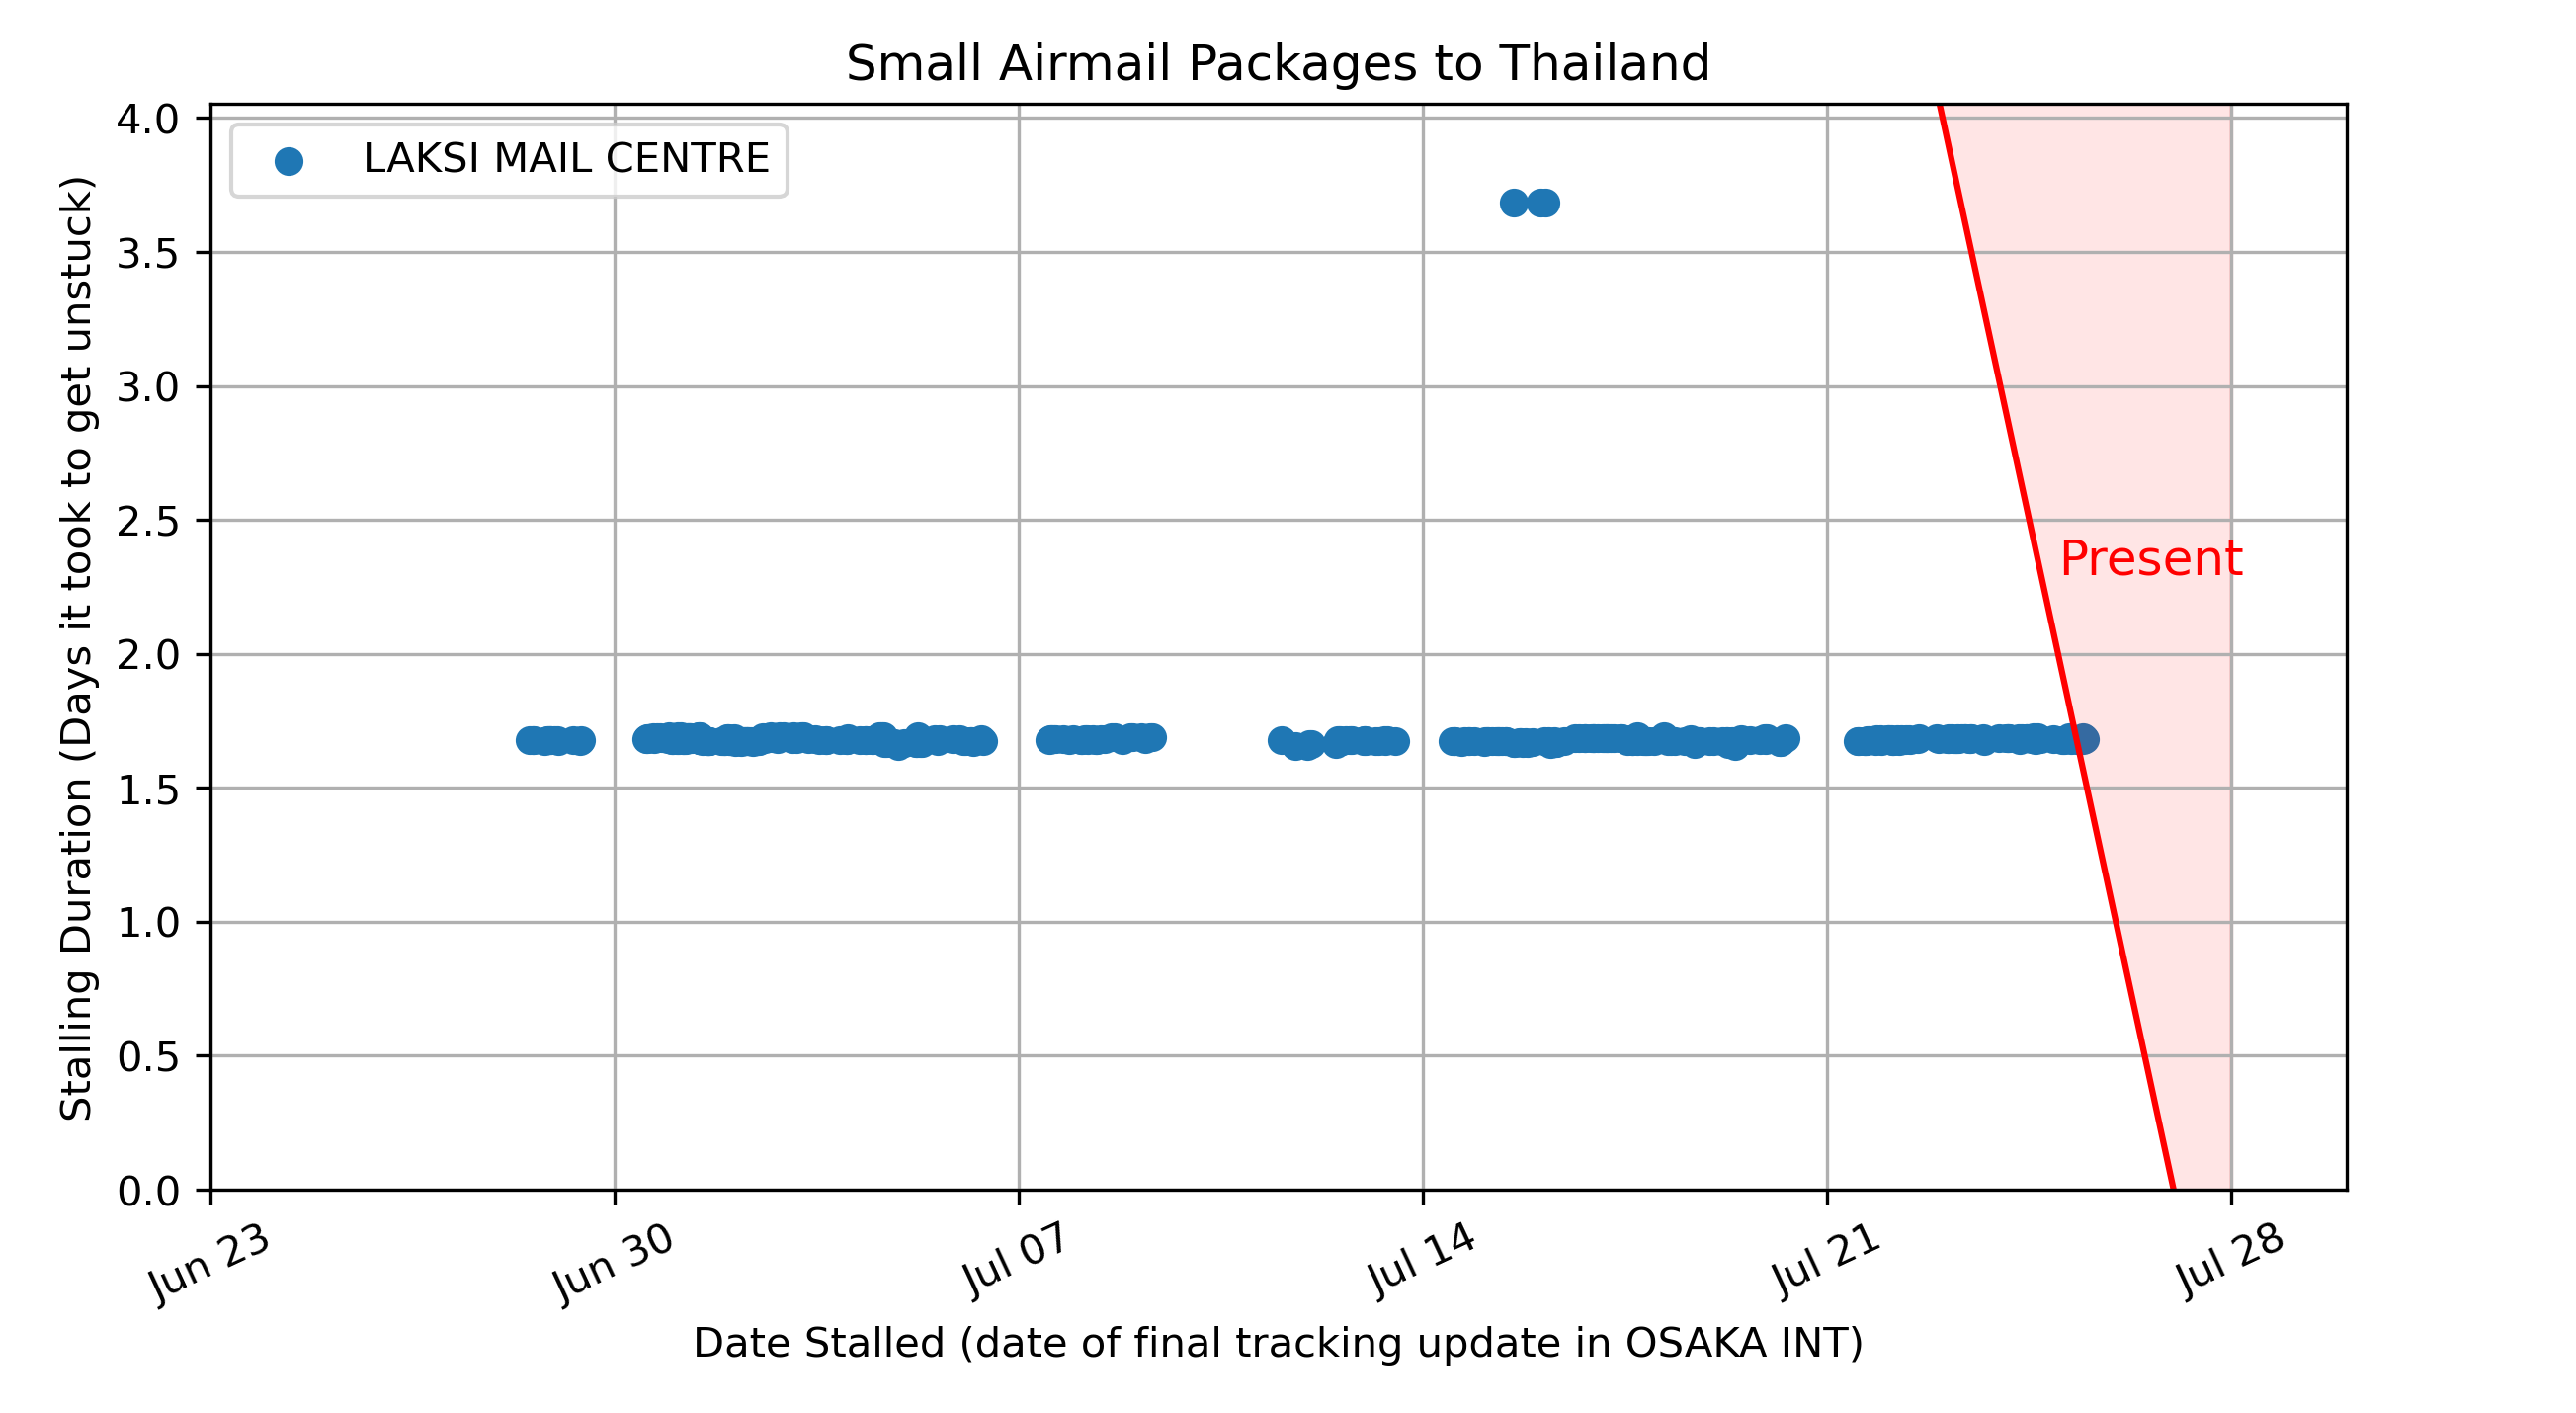 Small Airmail Packages to Thailand
LAKSI MAIL CENTRE
Stalling Duration (Days it took to get unstuck)
4.0
3.5
3.0
2.5
2.0
1.5
1.0
0.5
0.0
Present
Jun 23
Jun 30
Jul 07
Jul 14
Jul 21
Jul 28
Date Stalled (date of final tracking update in OSAKA INT)